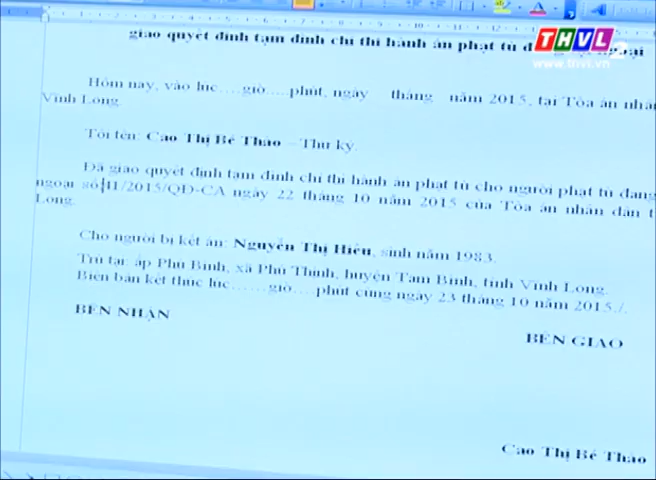 THVL2
www.thvl.vn
giao quyết định tạm đình chỉ thi hành án phạt tù đang ngoại
Hôm nay, vào lúc….giờ….phút, ngày tháng năm 2015, tại Tòa án nhân
Vĩnh Long.
Tôi tên: Cao Thị Bé Thảo – Thư ký.
Đã giao quyết định tạm đình chỉ thi hành án phạt tù cho người phạt tù đang
ngoại số:11/2015/QĐ-CA ngày 22 tháng 10 năm 2015 của Tòa án nhân dân t
Long.
Cho người bị kết án: Nguyễn Thị Hiếu, sinh năm 1983.
Trú tại: ấp Phú Bình, xã Phú Thịnh, huyện Tam Bình, tỉnh Vĩnh Long.
Biên bản kết thúc lúc……giờ….phút cùng ngày 23 tháng 10 năm 2015./.
BÊN NHẬN
BÊN GIAO
Cao Thị Bé Thảo